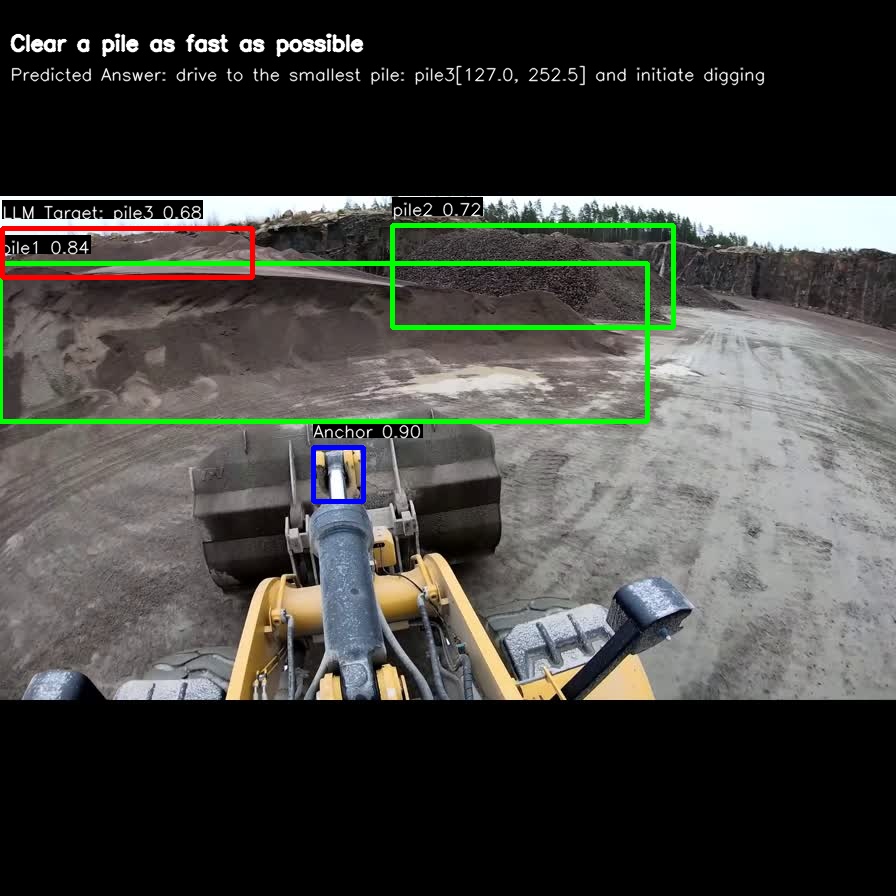 Clear a pile as fast as possible
Predicted Answer: drive to the smallest pile: pile3[127.0, 252.5] and initiate digging
LLM Target: pile3 0.68
pile2 0.72
pile1 0.84
Anchor 0.90